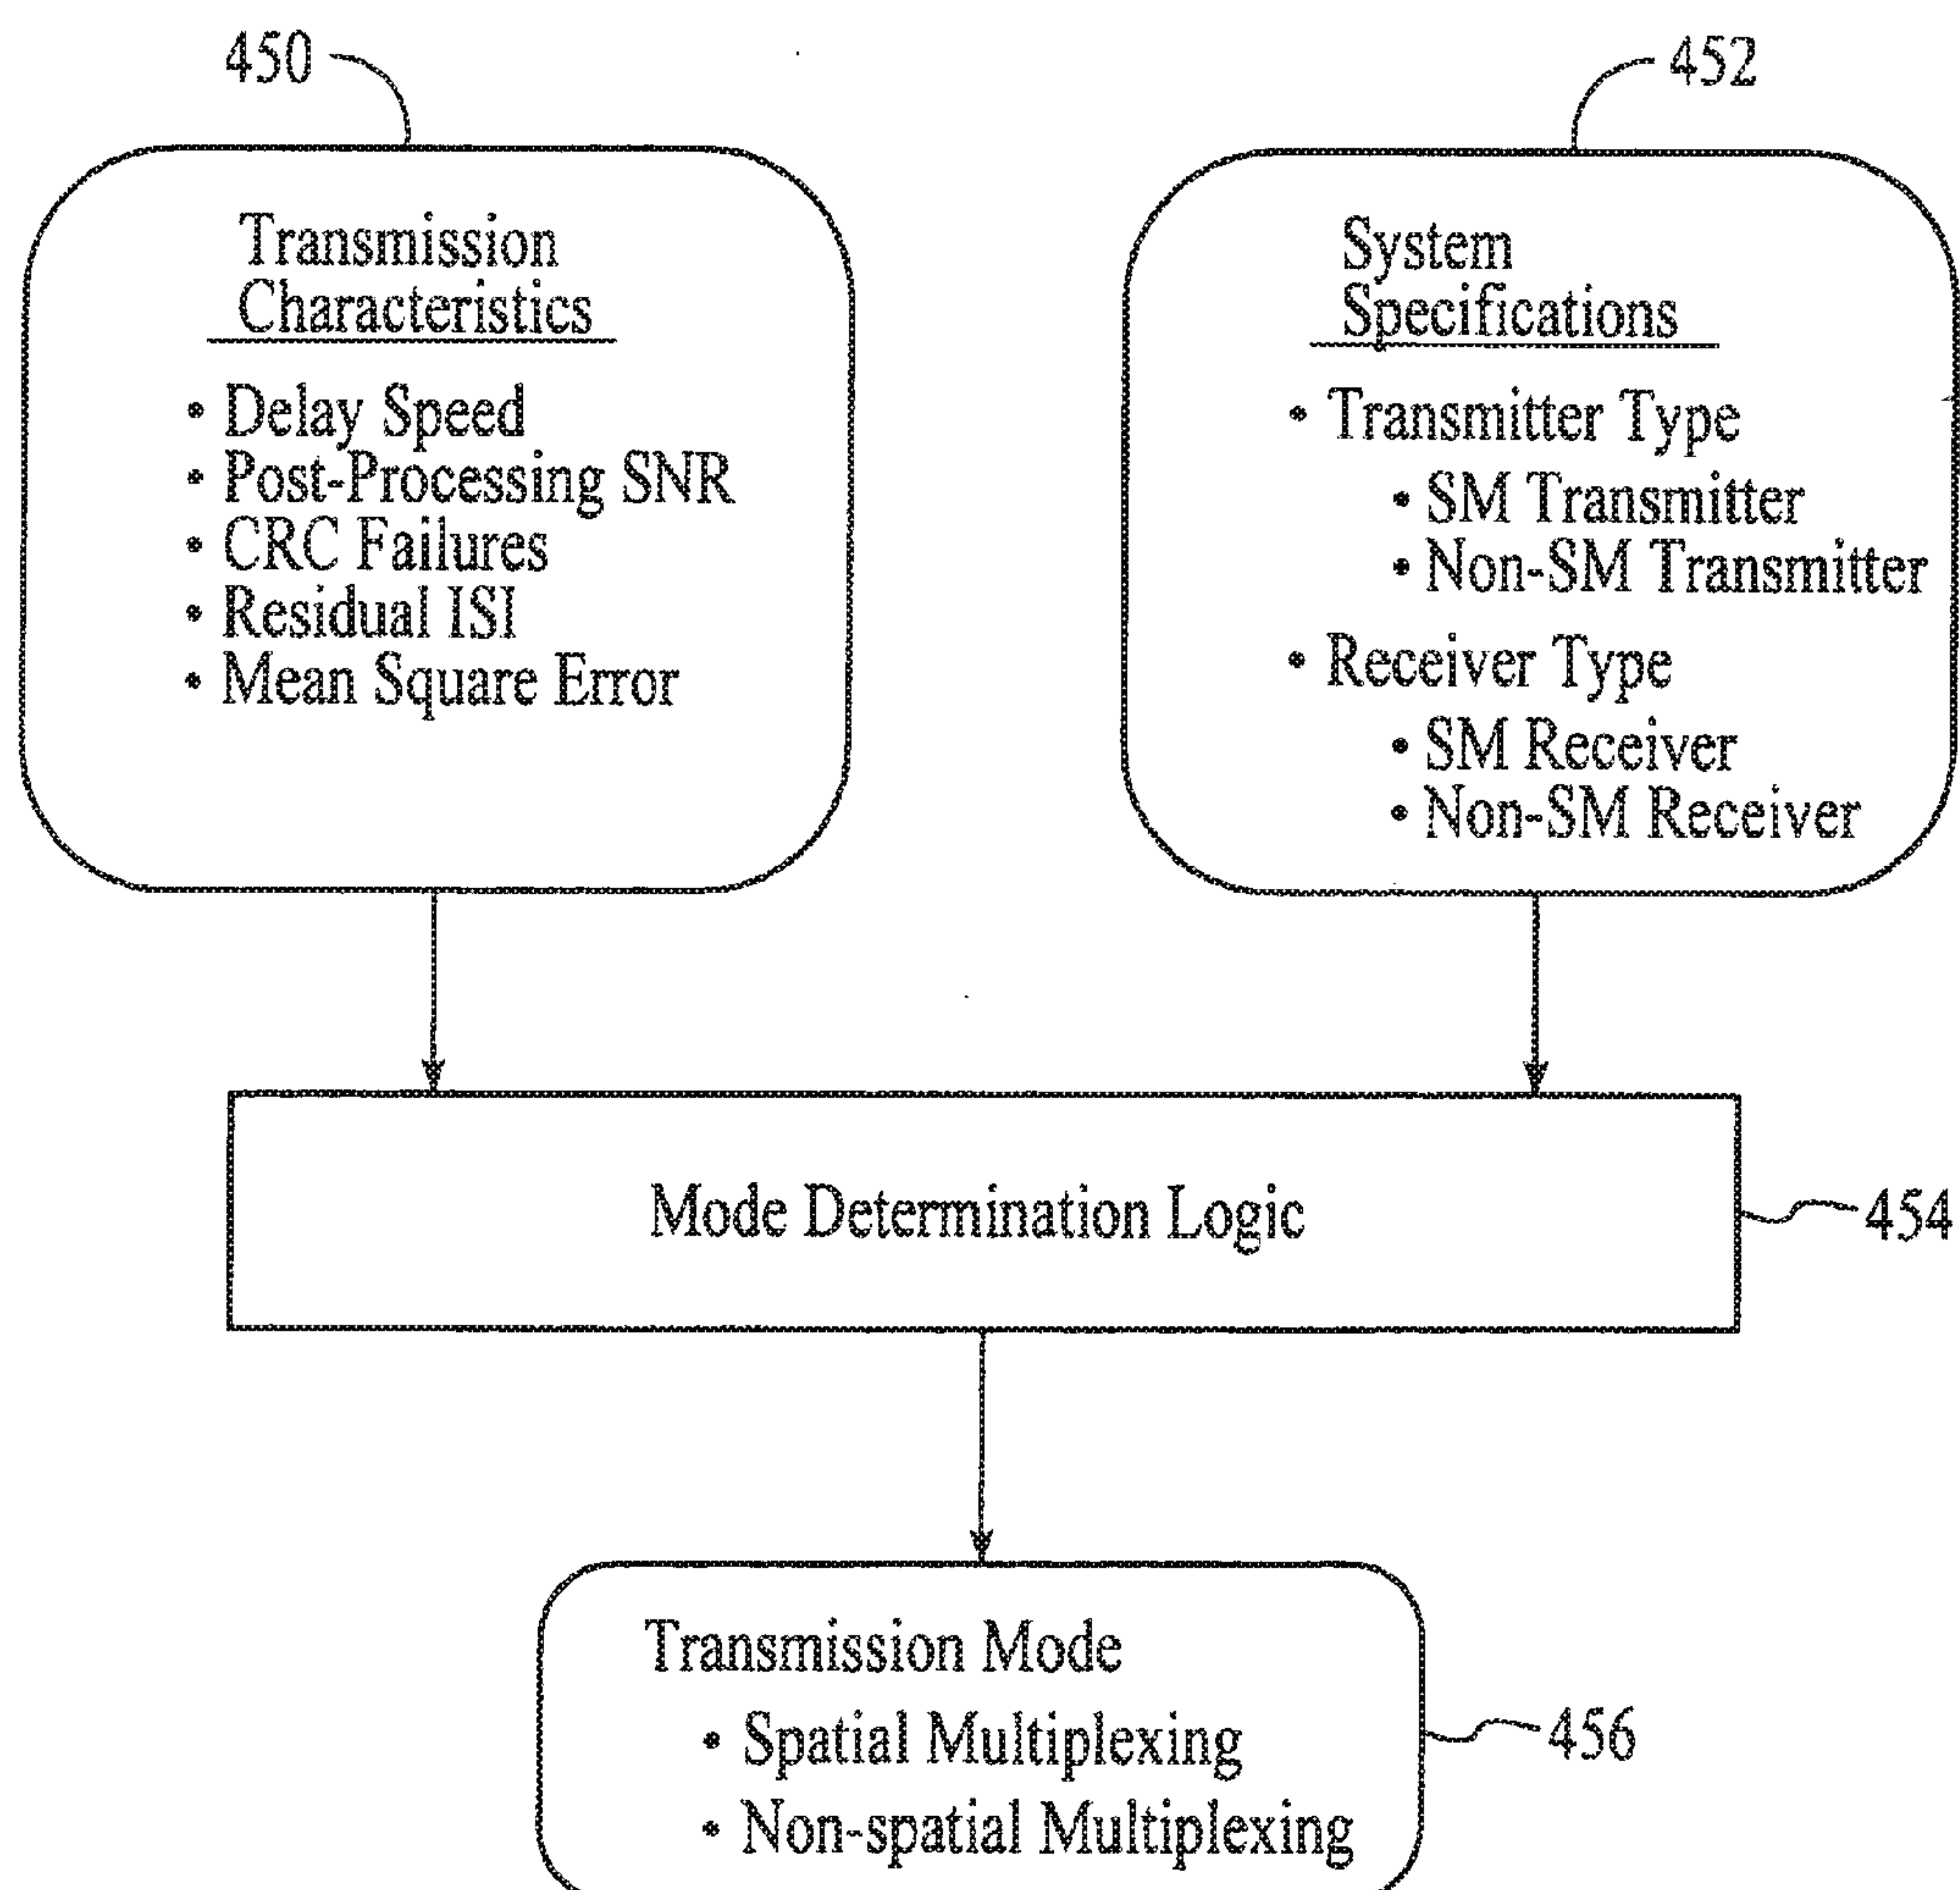 450
Transmission
Characteristics
• Delay Speed
• Post-Processing SNR
• CRC Failures
• Residual ISI
• Mean Square Error
452
System
Specifications
• Transmitter Type
• SM Transmitter
• Non-SM Transmitter
• Receiver Type
• SM Receiver
• Non-SM Receiver
Mode Determination Logic
454
Transmission Mode
• Spatial Multiplexing
• Non-spatial Multiplexing
456